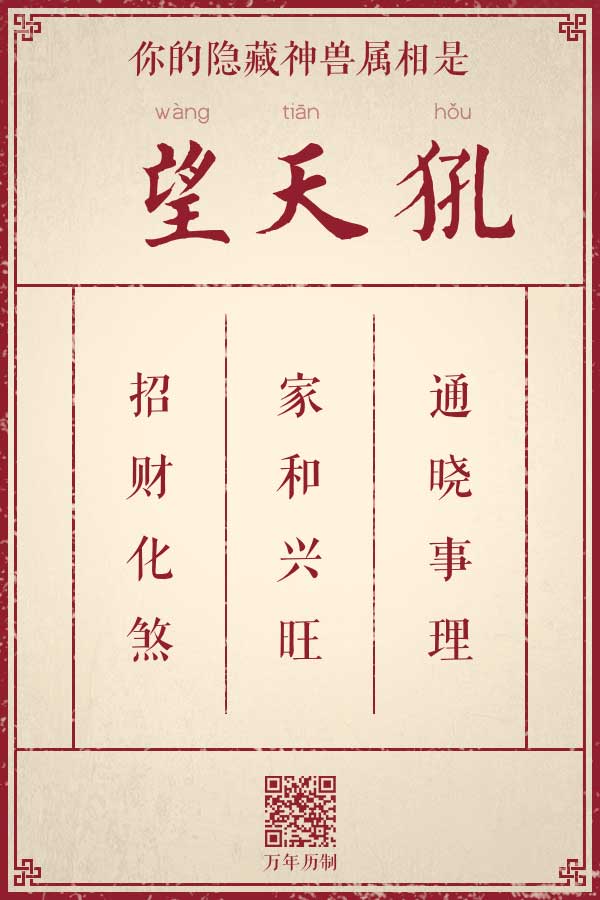 你的隐藏神兽属相是
wàng tiān hǒu
望天犼
通晓事理
家和兴旺
招财化煞
万年历制